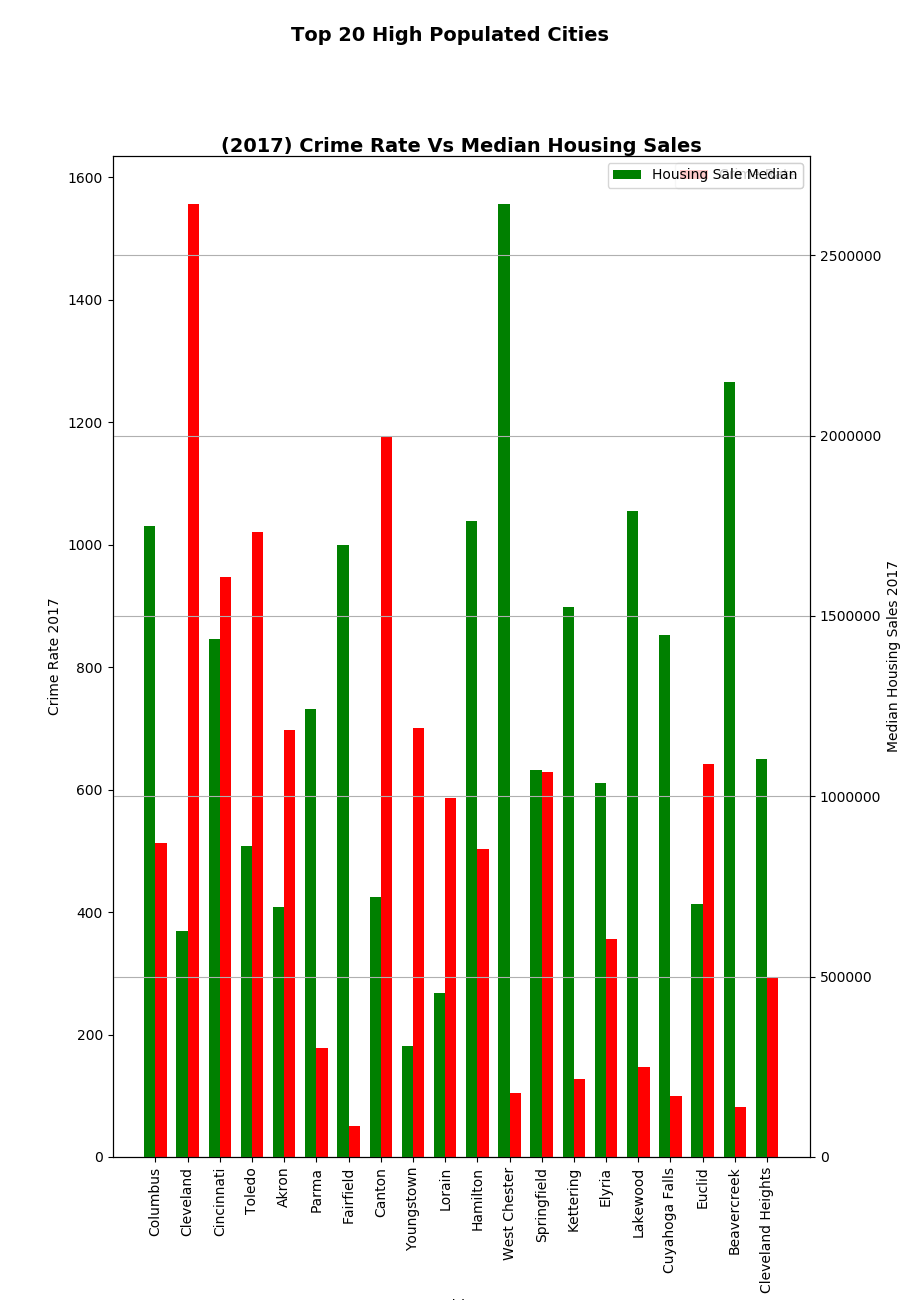 Top 20 High Populated Cities
(2017) Crime Rate Vs Median Housing Sales
Housing Sale Median
1600
1400
1200
1000
800
600
400
200
0
Crime Rate 2017
2500000
2000000
1500000
1000000
500000
0
Median Housing Sales 2017
Columbus
Cleveland
Cincinnati
Toledo
Akron
Parma
Fairfield
Canton
Youngstown
Lorain
Hamilton
West Chester
Springfield
Kettering
Elyria
Lakewood
Cuyahoga Falls
Euclid
Beavercreek
Cleveland Heights